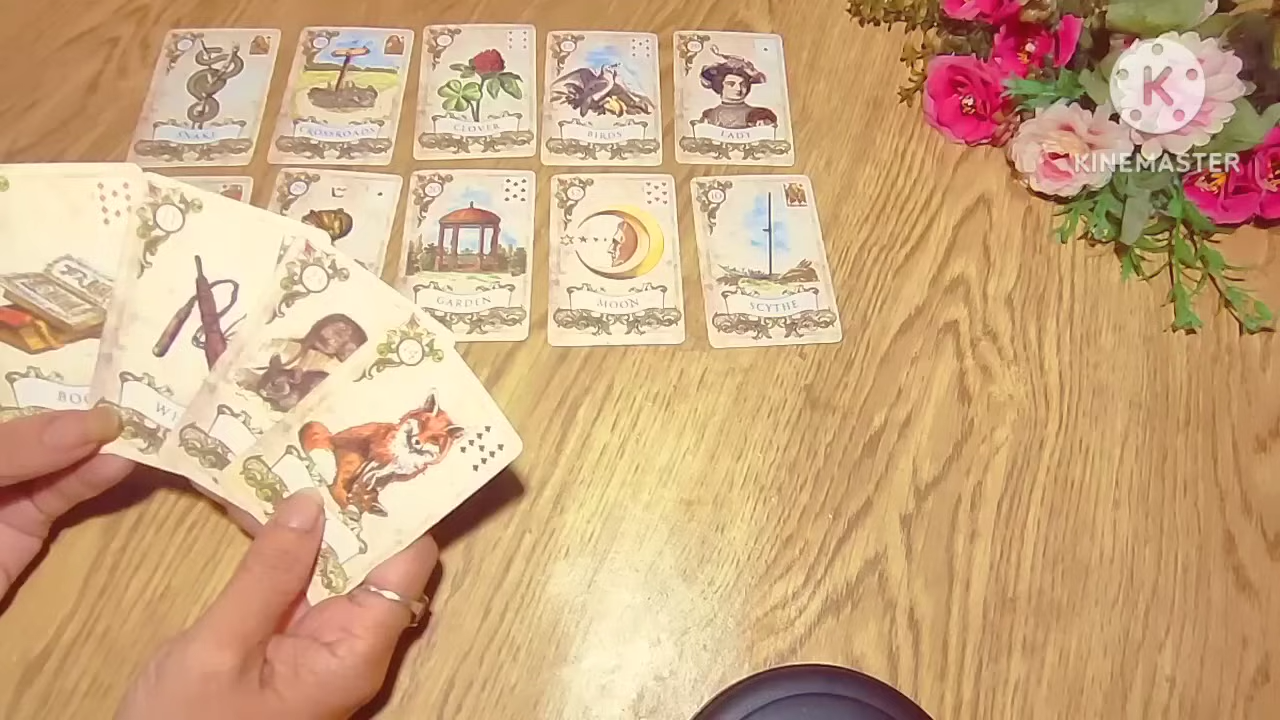 SNAKE
CROSSROADS
CLOVER
BIRDS
LADY
K
KINEMASTER
GARDEN
MOON
SCYTHE